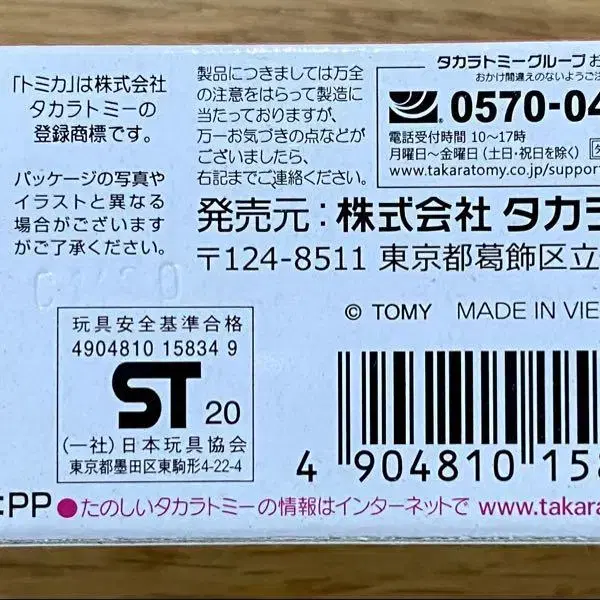 「トミカ」は株式会社
タカラトミーの
登録商標です。
パッケージの写真や
イラストと異なる
場合がございます
がご了承ください。
製品につきましては万全
の注意をはらって製造に
当たっておりますが、
万一お気づきの点などが
ございましたら、
右記までご連絡ください。
タカラトミーグループ お
おかけ間違えのないようご注
0570-04
電話受付時間 10～17時
月曜日～金曜日 (土日・祝日を除く)
www.takaratomy.co.jp/support
発売元:株式会社 タカラ
〒124-8511 東京都葛飾区立
© TOMY MADE IN VIE
玩具安全基準合格
4904810 15834 9
ST 20
(一社)日本玩具協会
東京都墨田区東駒形4-22-4
4 904810 158
:PP ●たのしいタカラトミーの情報はインターネットで www.takara